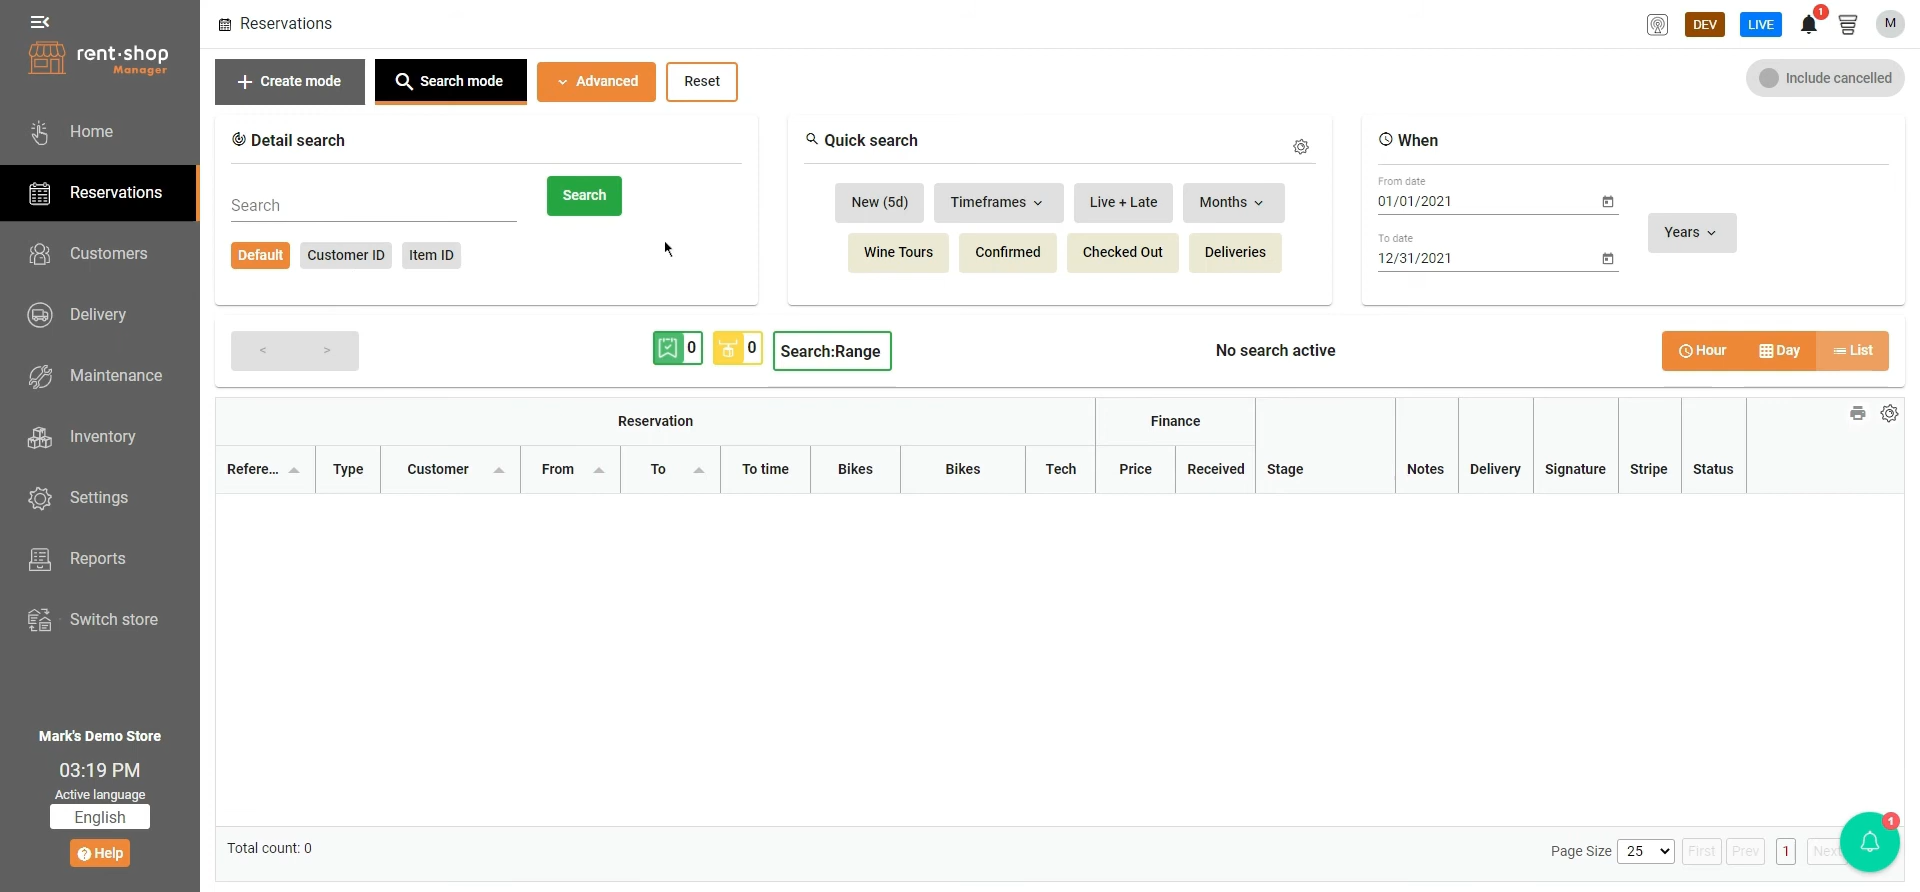 Reservations
DEV
LIVE
1
M
rent·shop
Manager
Home
Reservations
Customers
Delivery
Maintenance
Inventory
Settings
Reports
Switch store
Mark's Demo Store
03:19 PM
Active language
English
? Help
+ Create mode
Search mode
Advanced
Reset
Include cancelled
Detail search
Search
Search
Default
Customer ID
Item ID
Quick search
New (5d)
Timeframes
Live + Late
Months
Wine Tours
Confirmed
Checked Out
Deliveries
When
From date
01/01/2021
To date
12/31/2021
Years
< >
0
0
Search:Range
No search active
Hour
Day
List
Reservation
Finance
Refere...
Type
Customer
From
To
To time
Bikes
Bikes
Tech
Price
Received
Stage
Notes
Delivery
Signature
Stripe
Status
Total count: 0
Page Size
25
First
Prev
1
Next
1